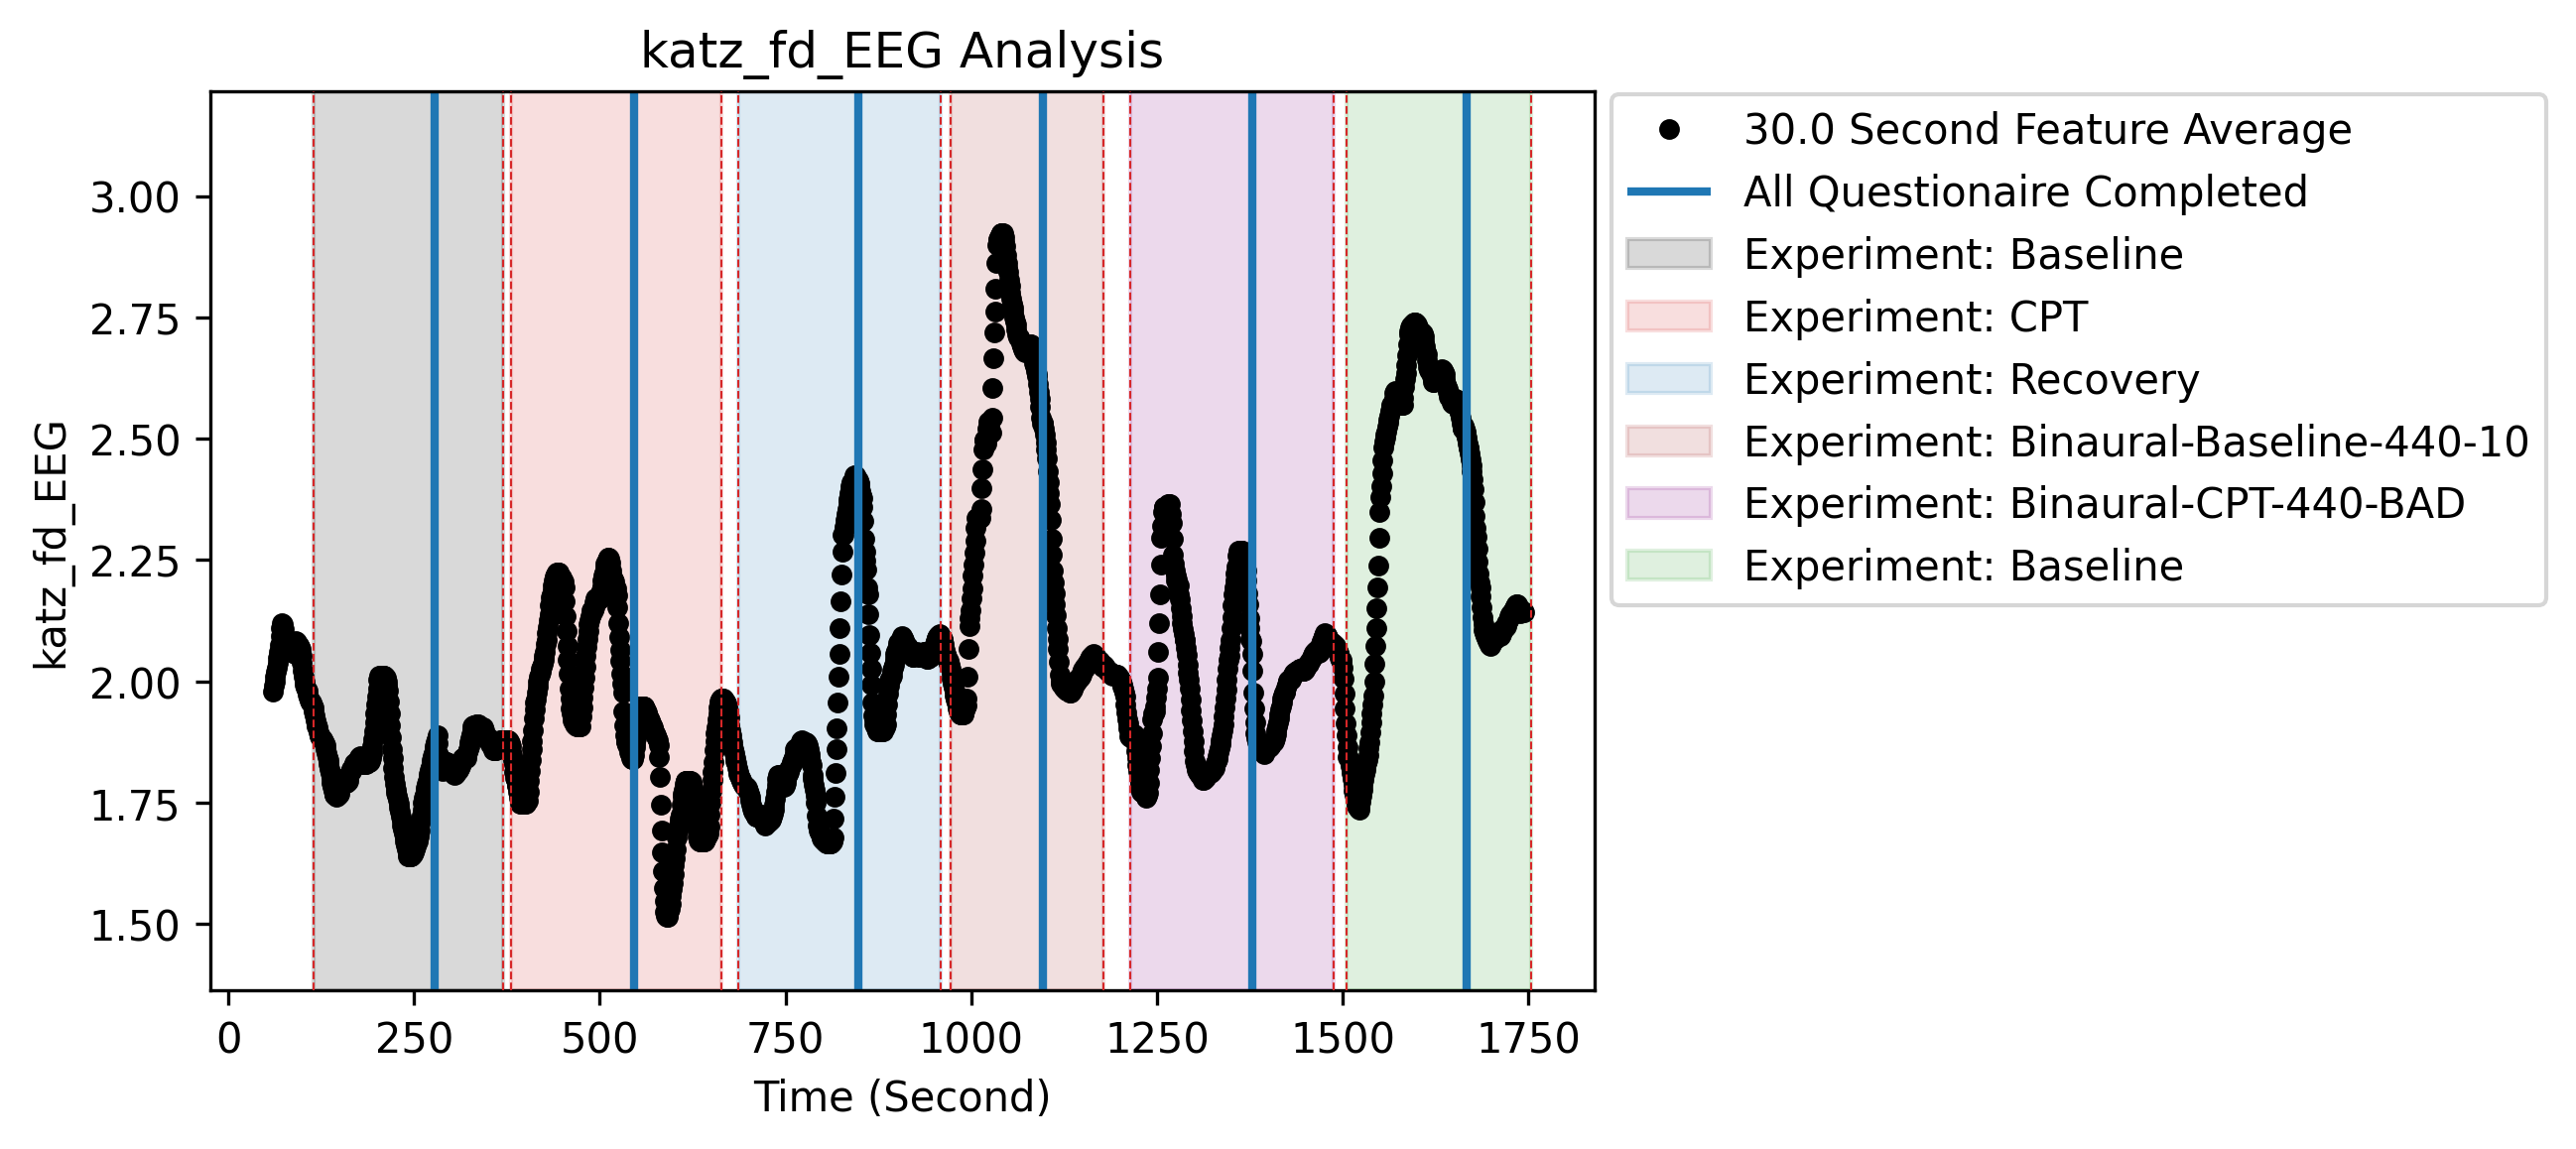 katz_fd_EEG Analysis
katz_fd_EEG
3.00
2.75
2.50
2.25
2.00
1.75
1.50
0 250 500 750 1000 1250 1500 1750
Time (Second)
30.0 Second Feature Average
All Questionaire Completed
Experiment: Baseline
Experiment: CPT
Experiment: Recovery
Experiment: Binaural-Baseline-440-10
Experiment: Binaural-CPT-440-BAD
Experiment: Baseline